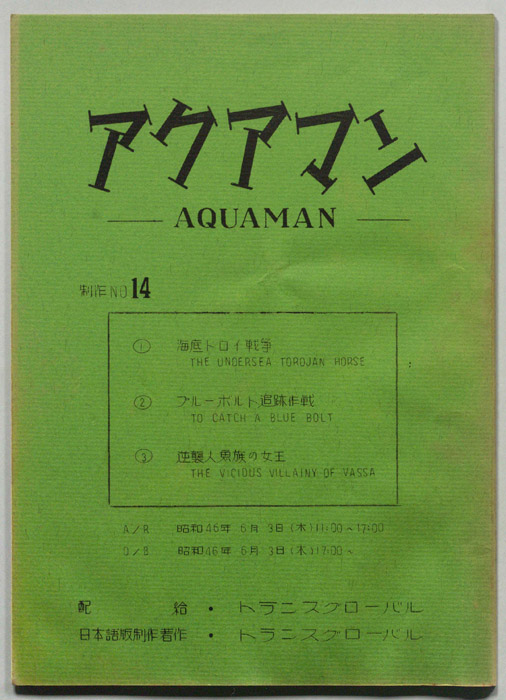 アクアマン
AQUAMAN
制作NO14
① 海底トロイ戦争
THE UNDERSEA TOROJAN HORSE
② ブルーボルト追跡作戦
TO CATCH A BLUE BOLT
③ 逆襲人魚族の女王
THE VICIOUS VILLAINY OF VASSA
A/R 昭和46年 6月 3日(木)11:00~17:00
O/B 昭和46年 6月 3日(木)17:00~
配給・トランスグローバル
日本語版制作著作・トランスグローバル